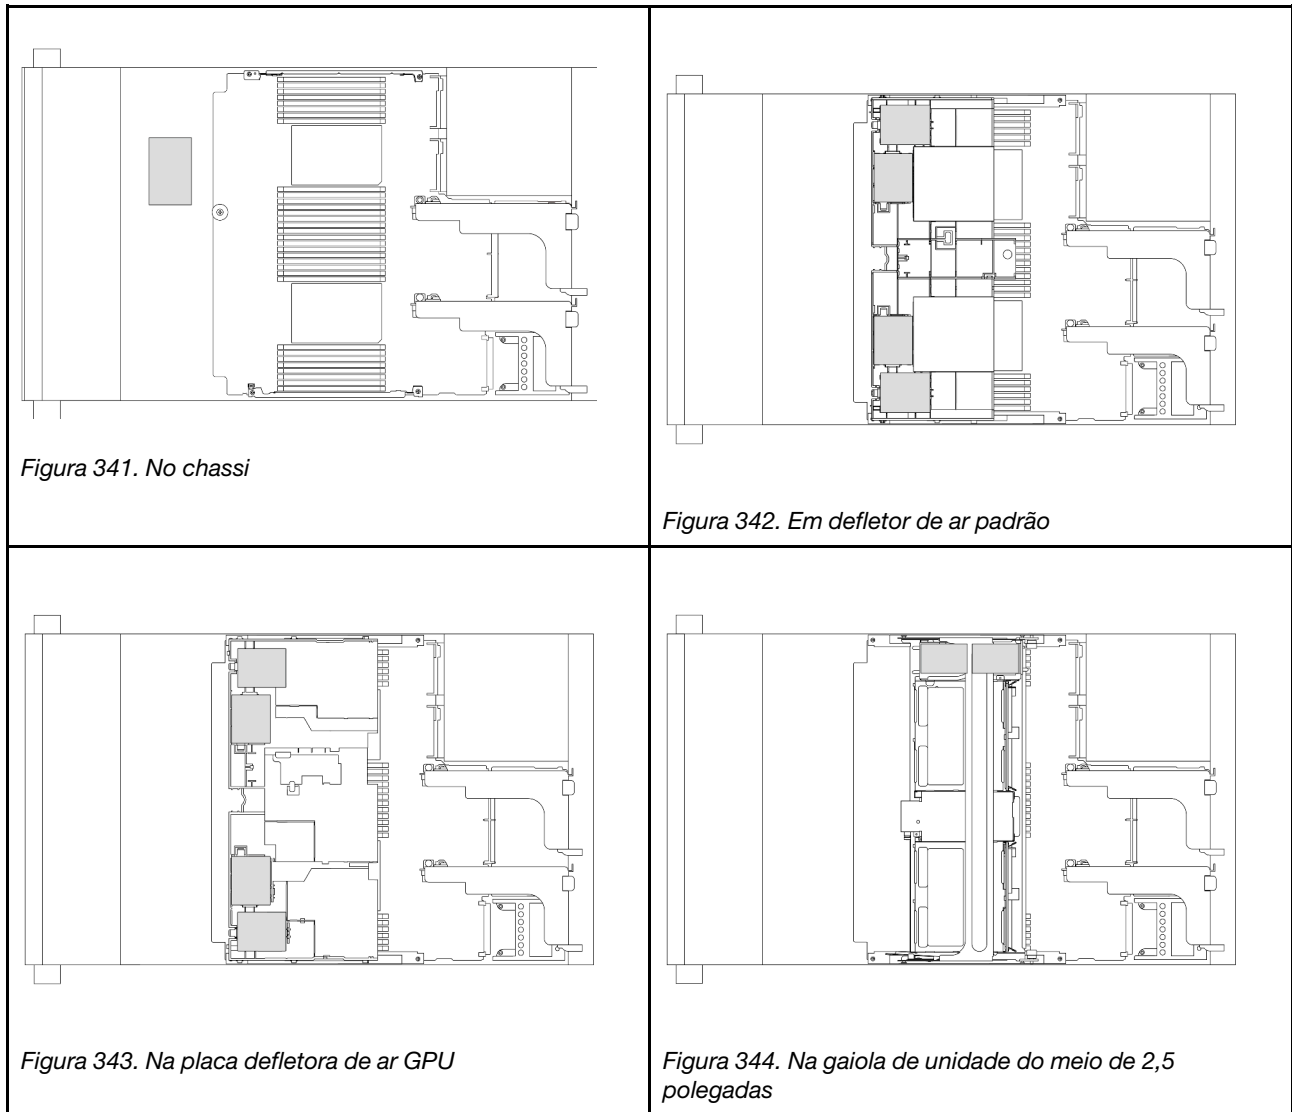 Figura 341. No chassi
Figura 342. Em defletor de ar padrão
Figura 343. Na placa defletora de ar GPU
Figura 344. Na gaiola de unidade do meio de 2,5
polegadas